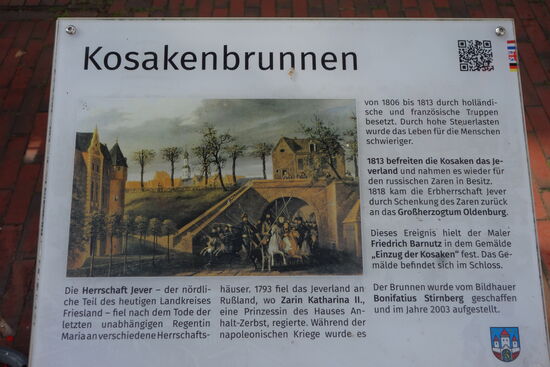 Kosakenbrunnen
Die Herrschaft Jever – der nördli-
che Teil des heutigen Landkreises
Friesland – fiel nach dem Tode der
letzten unabhängigen Regentin
Maria an verschiedene Herrschafts-
häuser. 1793 fiel das Jeverland an
Rußland, wo Zarin Katharina II.,
eine Prinzessin des Hauses An-
halt-Zerbst, regierte. Während der
napoleonischen Kriege wurde es
von 1806 bis 1813 durch holländi-
sche und französische Truppen
besetzt. Durch hohe Steuerlasten
wurde das Leben für die Menschen
schwieriger.
1813 befreiten die Kosaken das Je-
verland und nahmen es wieder für
den russischen Zaren in Besitz.
1818 kam die Erbherrschaft Jever
durch Schenkung des Zaren zurück
an das Großherzogtum Oldenburg.
Dieses Ereignis hielt der Maler
Friedrich Barnutz in dem Gemälde
„Einzug der Kosaken" fest. Das Ge-
mälde befindet sich im Schloss.
Der Brunnen wurde vom Bildhauer
Bonifatius Stirnberg geschaffen
und im Jahre 2003 aufgestellt.